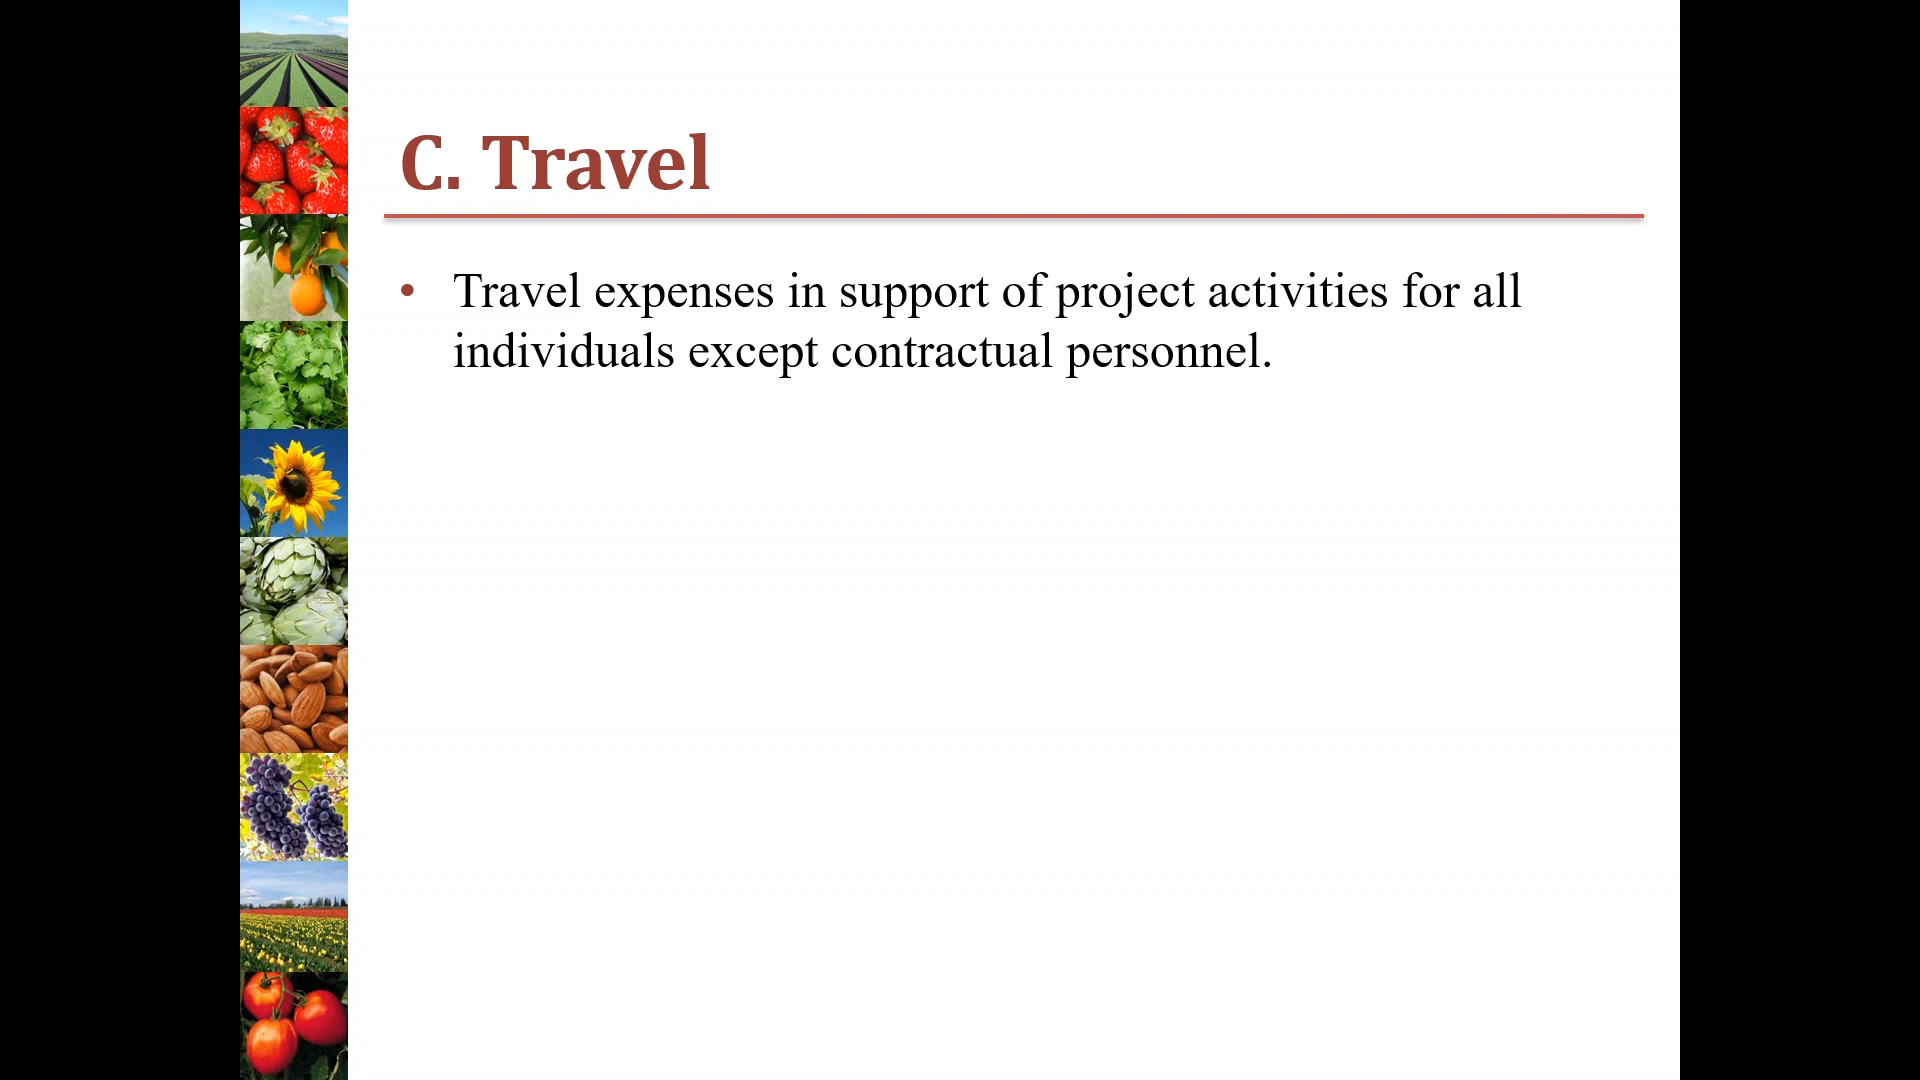 C. Travel
• Travel expenses in support of project activities for all
individuals except contractual personnel.